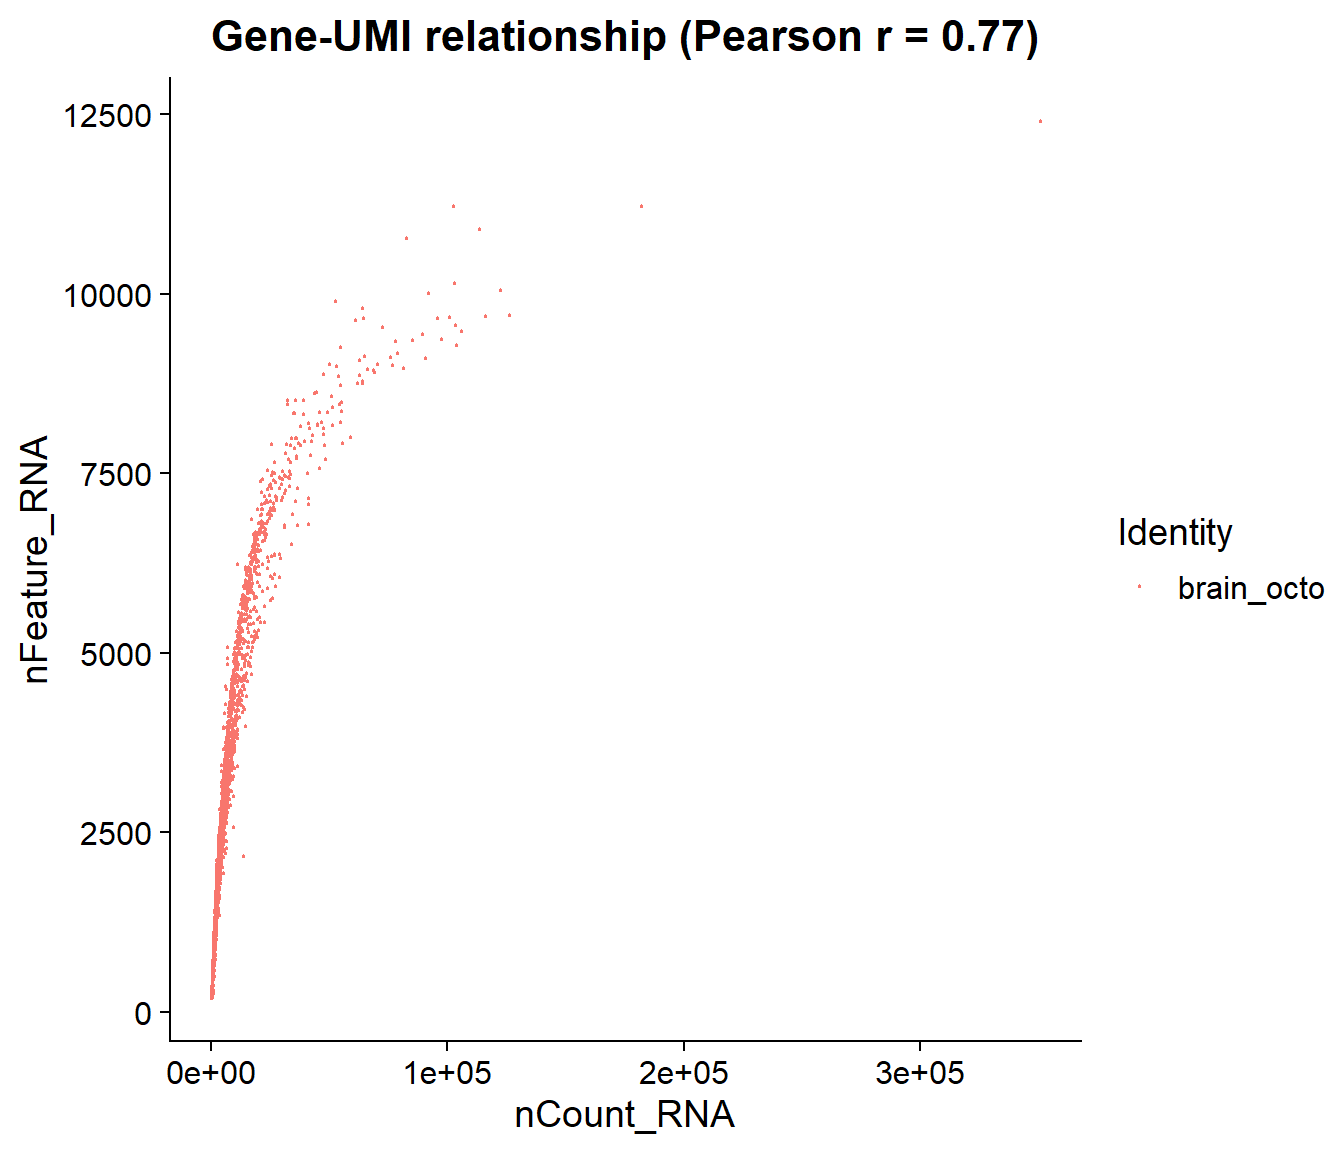 Gene-UMI relationship (Pearson r = 0.77)
12500
10000
7500
5000
2500
0
nFeature_RNA
0e+00 1e+05 2e+05 3e+05
nCount_RNA
Identity
brain_octo